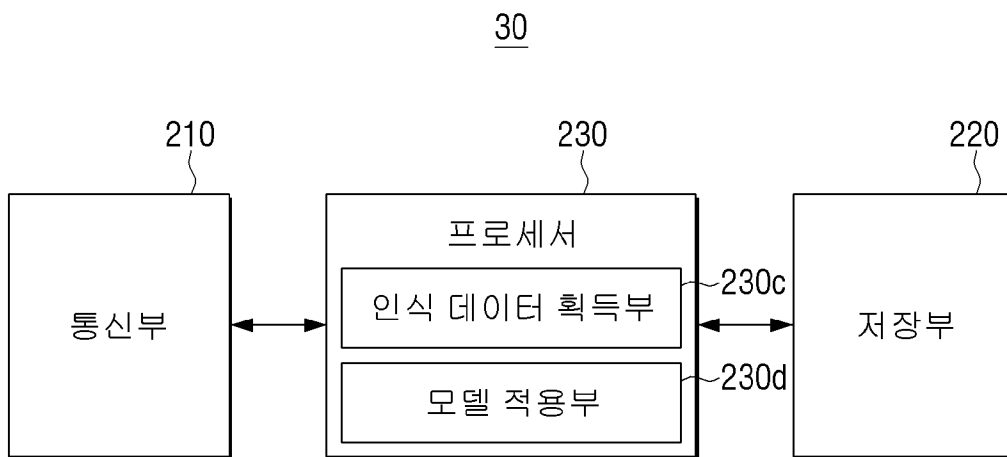 30
210
230
220
프로세서
230c
인식 데이터 획득부
통신부
저장부
230d
모델 적용부